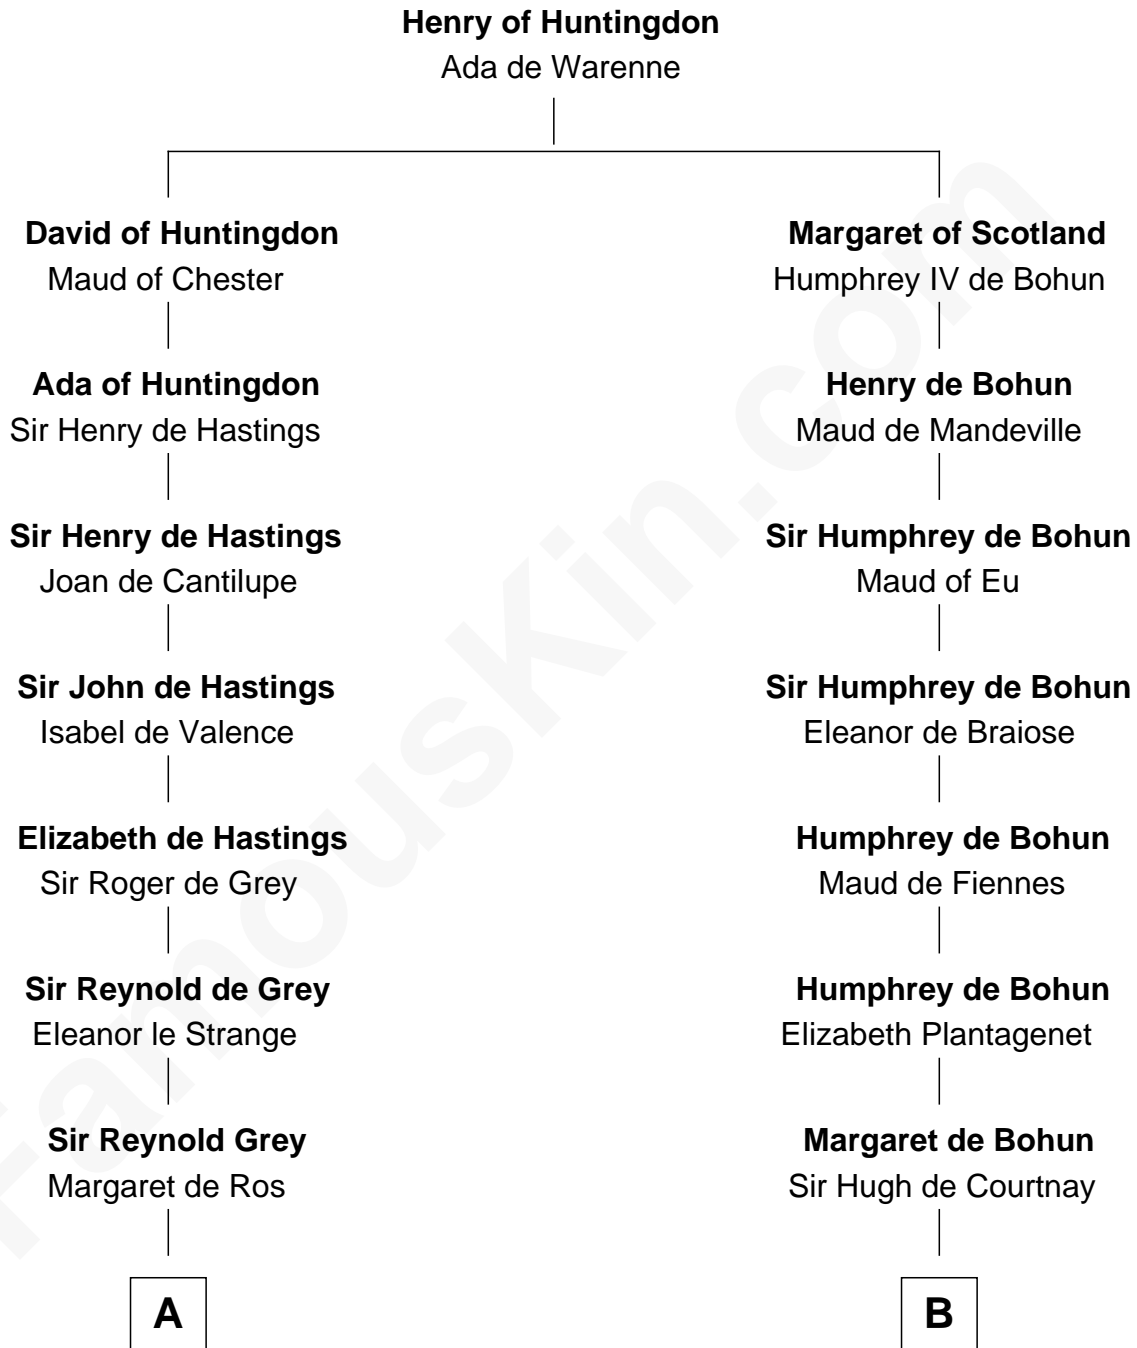 Henry of Huntingdon
Ada de Warenne
David of Huntingdon
Maud of Chester
Ada of Huntingdon
Sir Henry de Hastings
Sir Henry de Hastings
Joan de Cantilupe
Sir John de Hastings
Isabel de Valence
Elizabeth de Hastings
Sir Roger de Grey
Sir Reynold de Grey
Eleanor le Strange
Sir Reynold Grey
Margaret de Ros
A
Margaret of Scotland
Humphrey IV de Bohun
Henry de Bohun
Maud de Mandeville
Sir Humphrey de Bohun
Maud of Eu
Sir Humphrey de Bohun
Eleanor de Braiose
Humphrey de Bohun
Maud de Fiennes
Humphrey de Bohun
Elizabeth Plantagenet
Margaret de Bohun
Sir Hugh de Courtnay
B
FamousKin.com